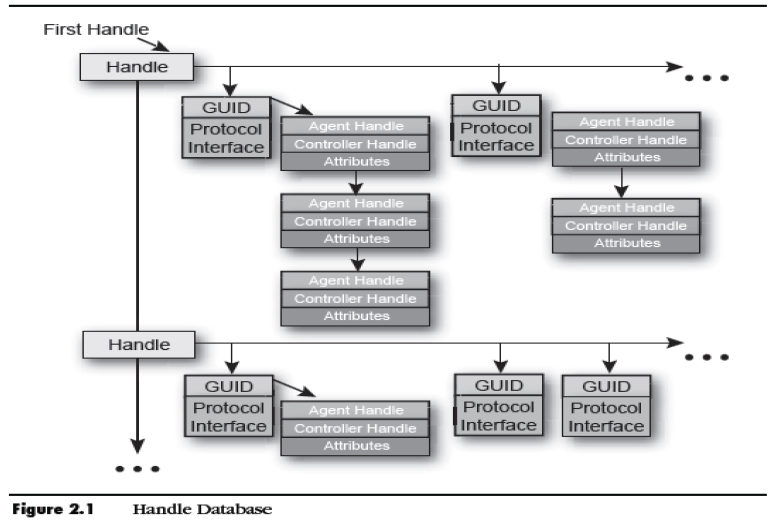 First Handle
Handle
GUID
Protocol
Interface
Agent Handle
Controller Handle
Attributes
Agent Handle
Controller Handle
Attributes
Agent Handle
Controller Handle
Attributes
GUID
Protocol
Interface
Agent Handle
Controller Handle
Attributes
Agent Handle
Controller Handle
Attributes
Handle
GUID
Protocol
Interface
Agent Handle
Controller Handle
Attributes
GUID
Protocol
Interface
GUID
Protocol
Interface
Figure 2.1 Handle Database